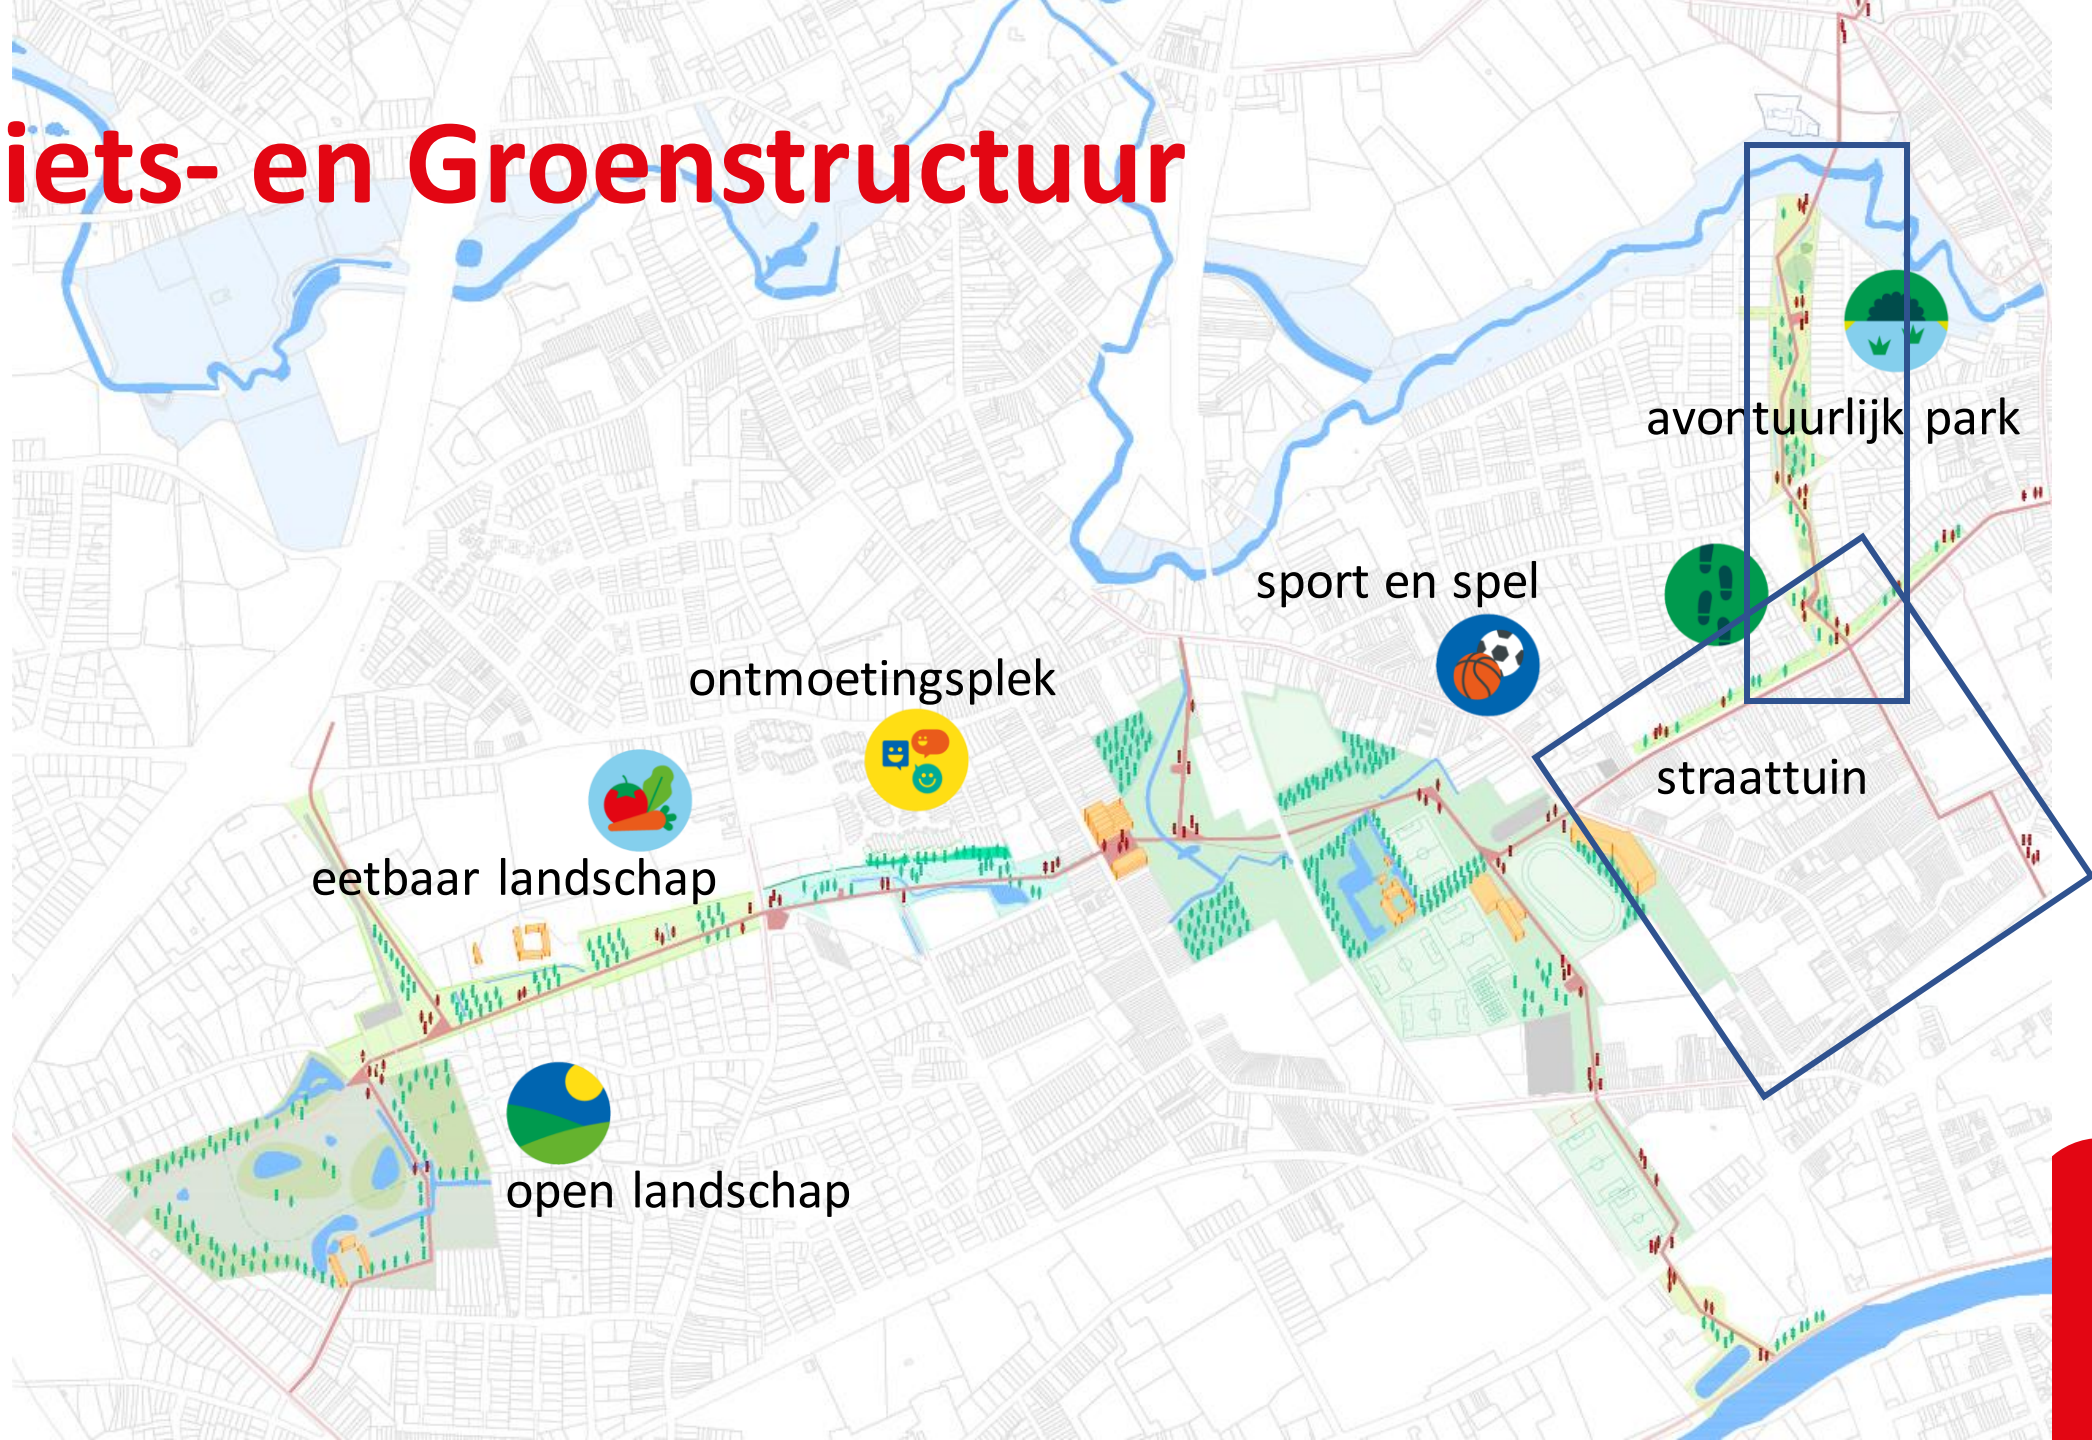 iets- en Groenstructuur
avontuurlijk park
sport en spel
ontmoetingsplek
straattuin
eetbaar landschap
open landschap